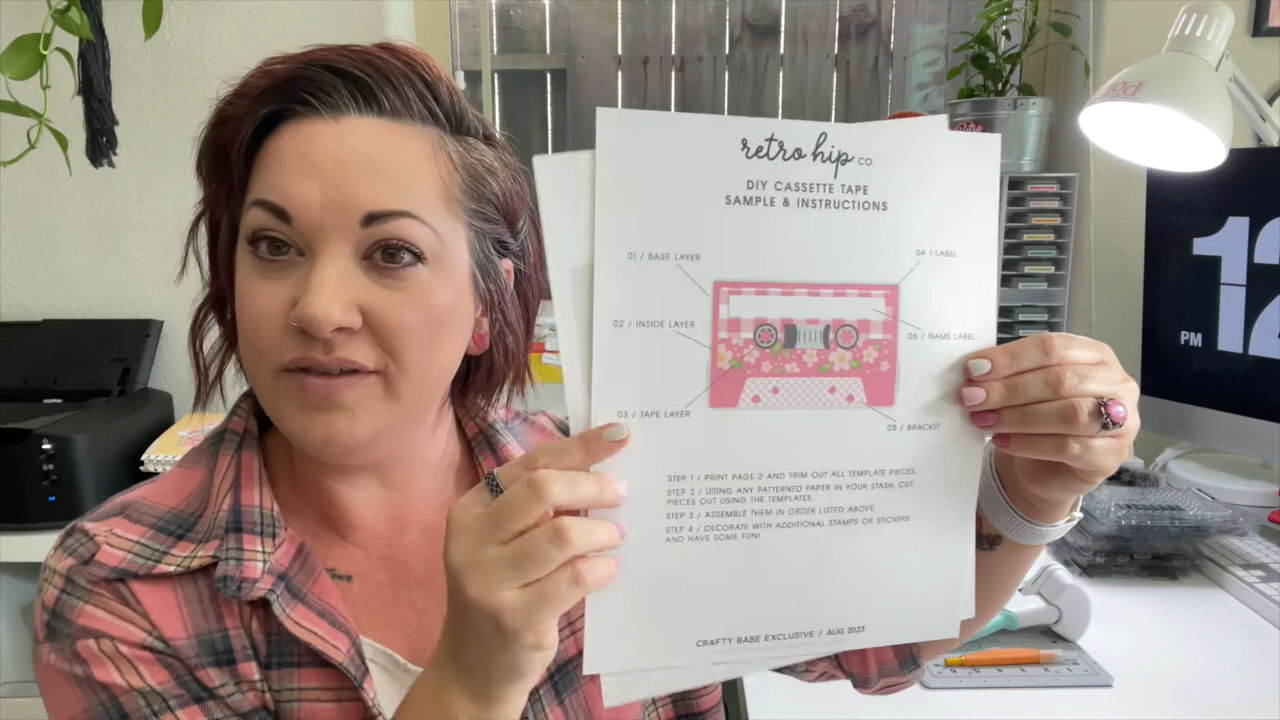 retro hip co.
DIY CASSETTE TAPE
SAMPLE & INSTRUCTIONS
01 / BASE LAYER
04 / LABEL
02 / INSIDE LAYER
06 / NAME LABEL
03 / TAPE LAYER
05 / BRACKET
STEP 1 / PRINT PAGE 2 AND TRIM OUT ALL TEMPLATE PIECES
STEP 2 / USING ANY PATTERNED PAPER IN YOUR STASH, CUT
PIECES OUT USING THE TEMPLATES.
STEP 3 / ASSEMBLE THEM IN ORDER LISTED ABOVE
STEP 4 / DECORATE WITH ADDITIONAL STAMPS OR STICKERS
AND HAVE SOME FUN!
CRAFTY BABE EXCLUSIVE / AUG 2023
PM
12